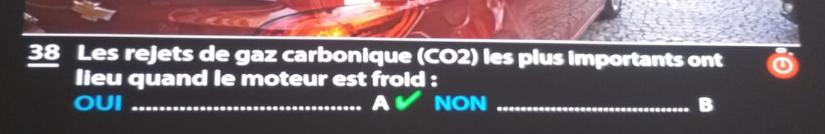 38 Les rejets de gaz carbonique (CO2) les plus importants ont
lieu quand le moteur est froid :
OUI .......................................... A ✔ NON .................................... B